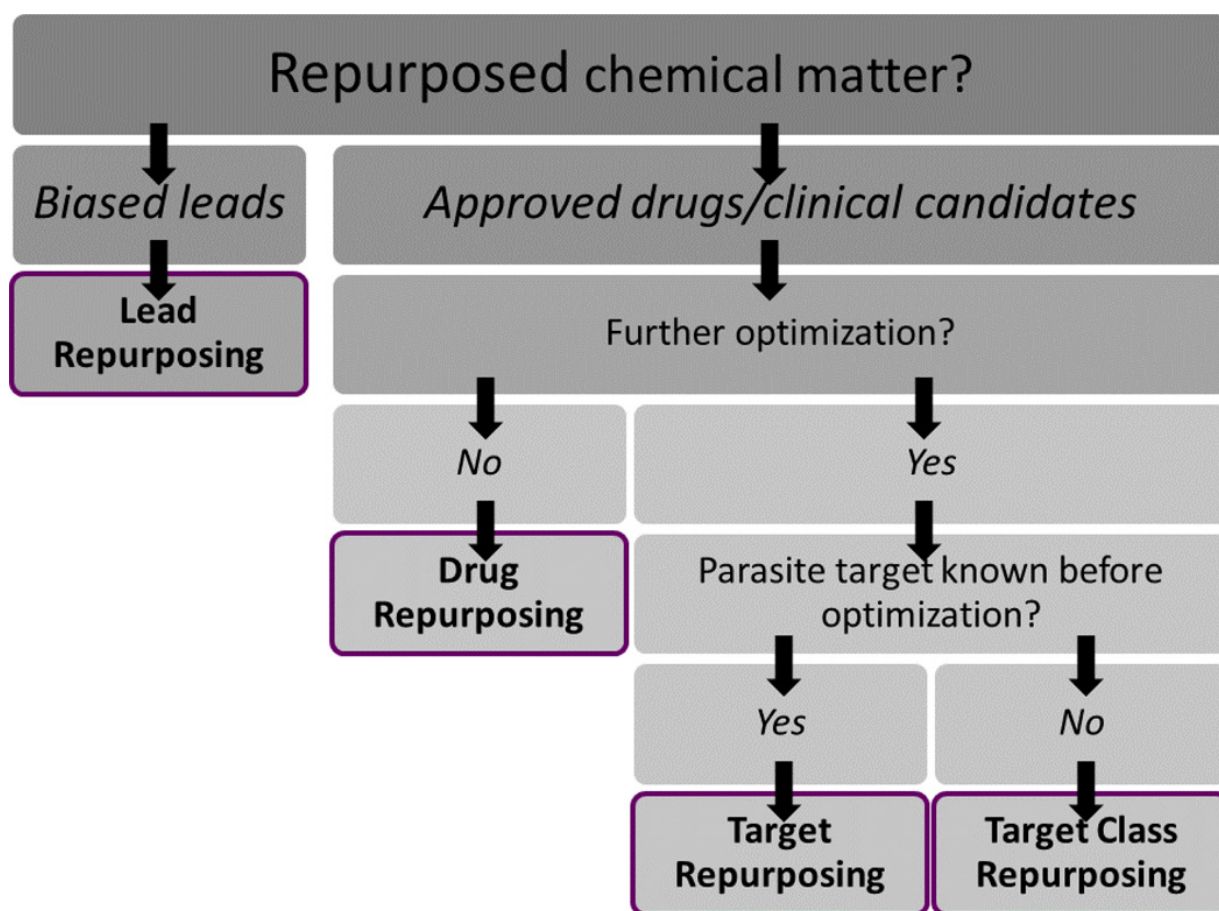 Repurposed chemical matter?
Biased leads
Approved drugs/clinical candidates
Lead
Repurposing
Further optimization?
No
Yes
Drug
Repurposing
Parasite target known before
optimization?
Yes
No
Target
Repurposing
Target Class
Repurposing